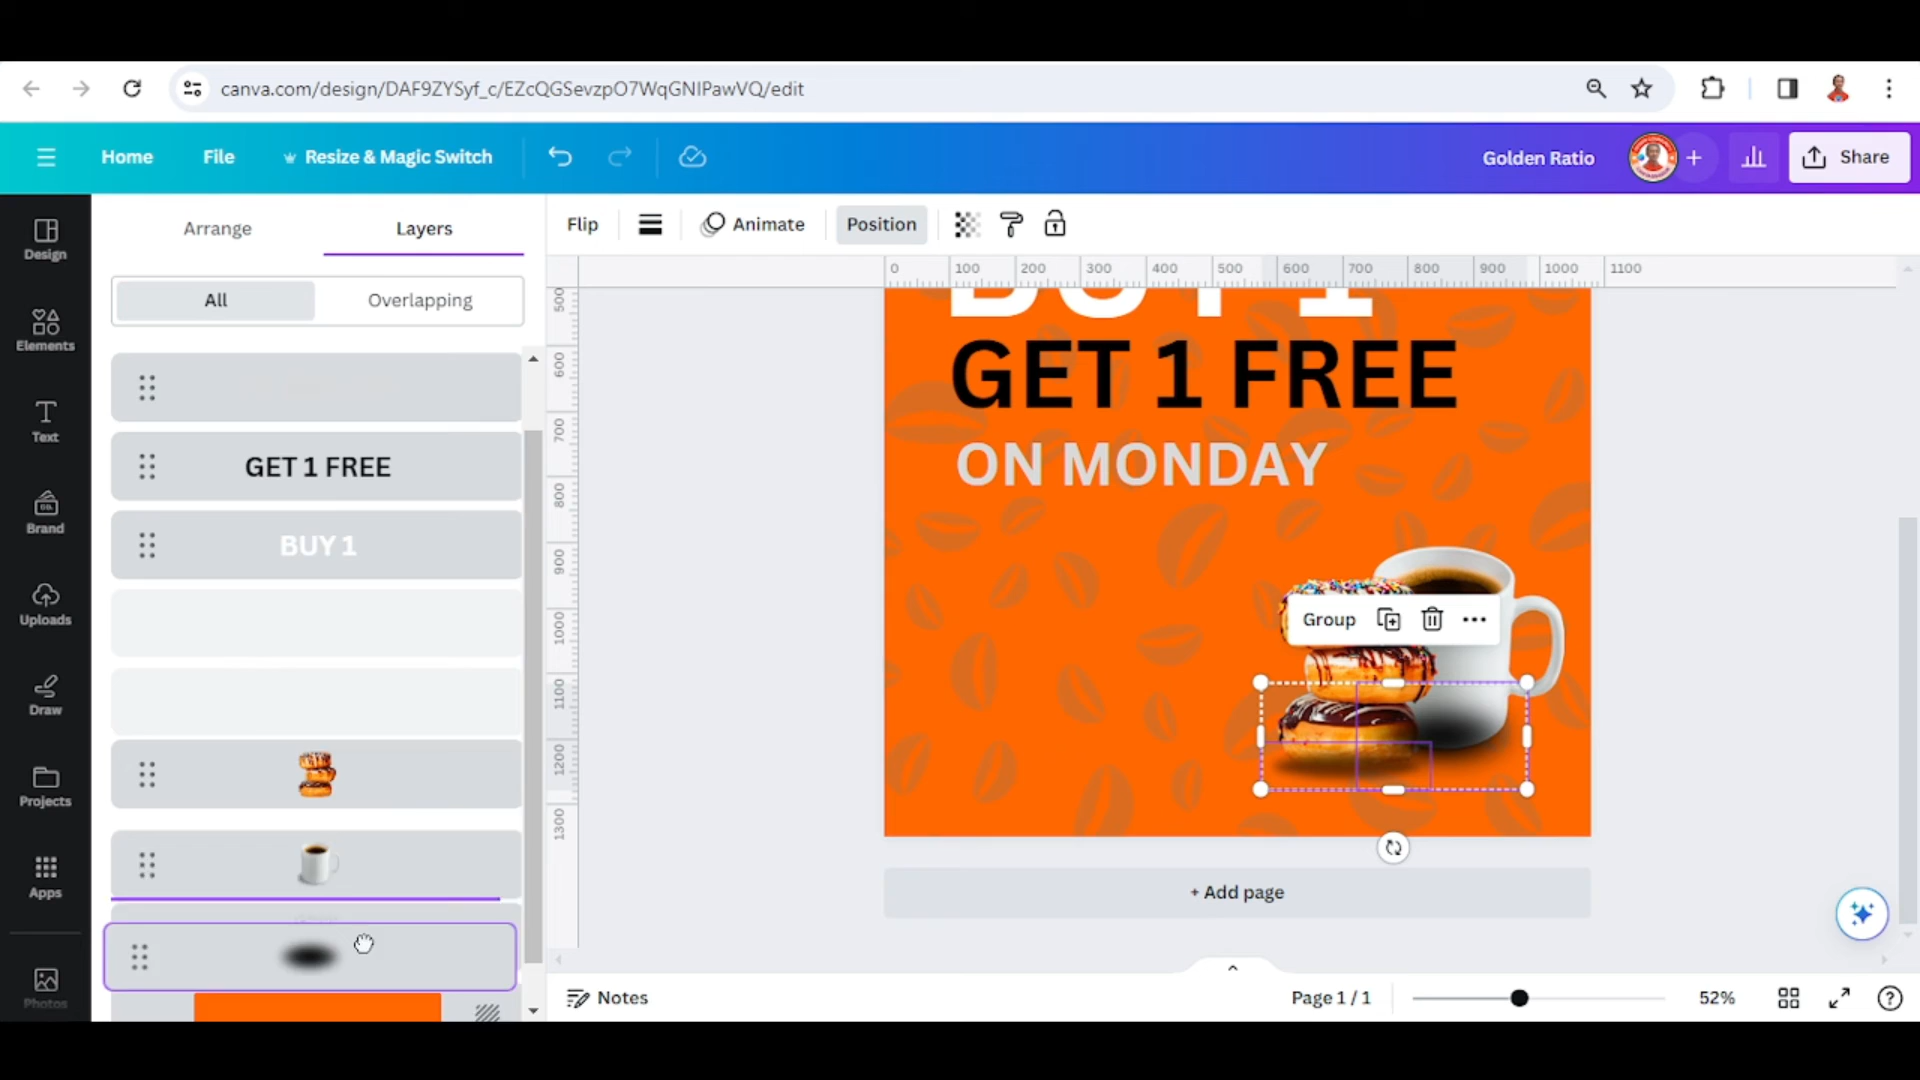 canva.com/design/DAF9ZYSyf_c/EZcQGSevzpO7WqGNIPawVQ/edit
Home File Resize & Magic Switch Golden Ratio + Share
Design
Elements
Text
Brand
CO.
Uploads
Draw
Projects
Apps
Photos
Arrange Layers
All Overlapping
GET 1 FREE
BUY 1
Flip Animate Position
0 100 200 300 400 500 600 700 800 900 1000 1100
500
600
700
800
900
1000
1100
1200
1300
BUY 1
GET 1 FREE
ON MONDAY
Group
+ Add page
Notes Page 1 / 1 52%